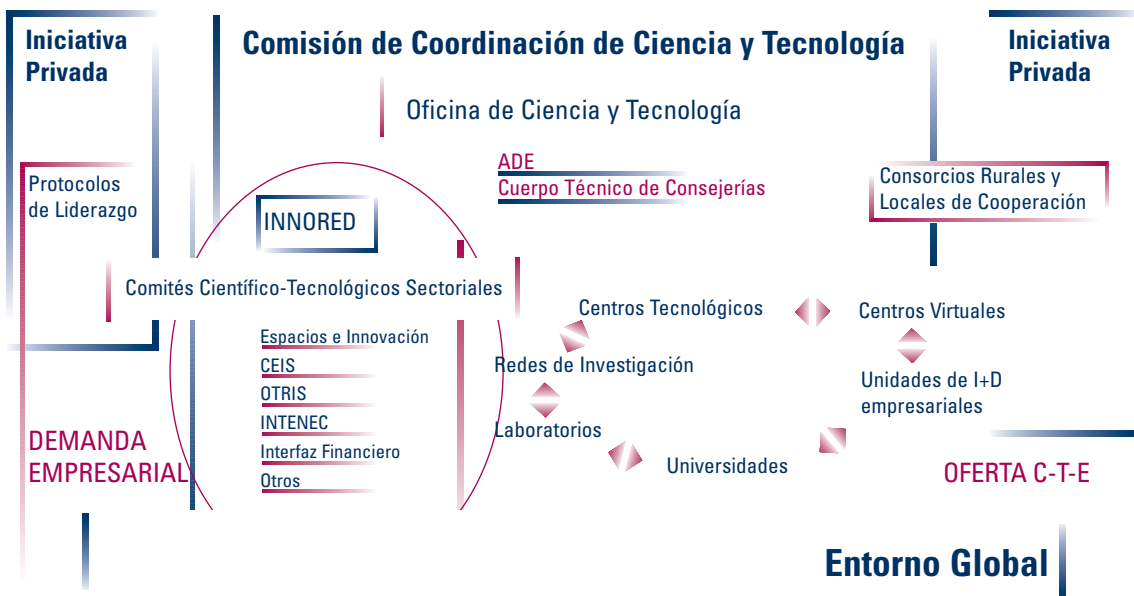 Iniciativa
Privada
Comisión de Coordinación de Ciencia y Tecnología
Iniciativa
Privada
Oficina de Ciencia y Tecnología
ADE
Cuerpo Técnico de Consejerías
Protocolos
de Liderazgo
Consorcios Rurales y
Locales de Cooperación
INNORED
Comités Científico-Tecnológicos Sectoriales
Espacios e Innovación
CEIS
OTRIS
INTENEC
Interfaz Financiero
Otros
Centros Tecnológicos
Centros Virtuales
Redes de Investigación
Unidades de I+D
empresariales
Laboratorios
Universidades
DEMANDA
EMPRESARIAL
OFERTA C-T-E
Entorno Global